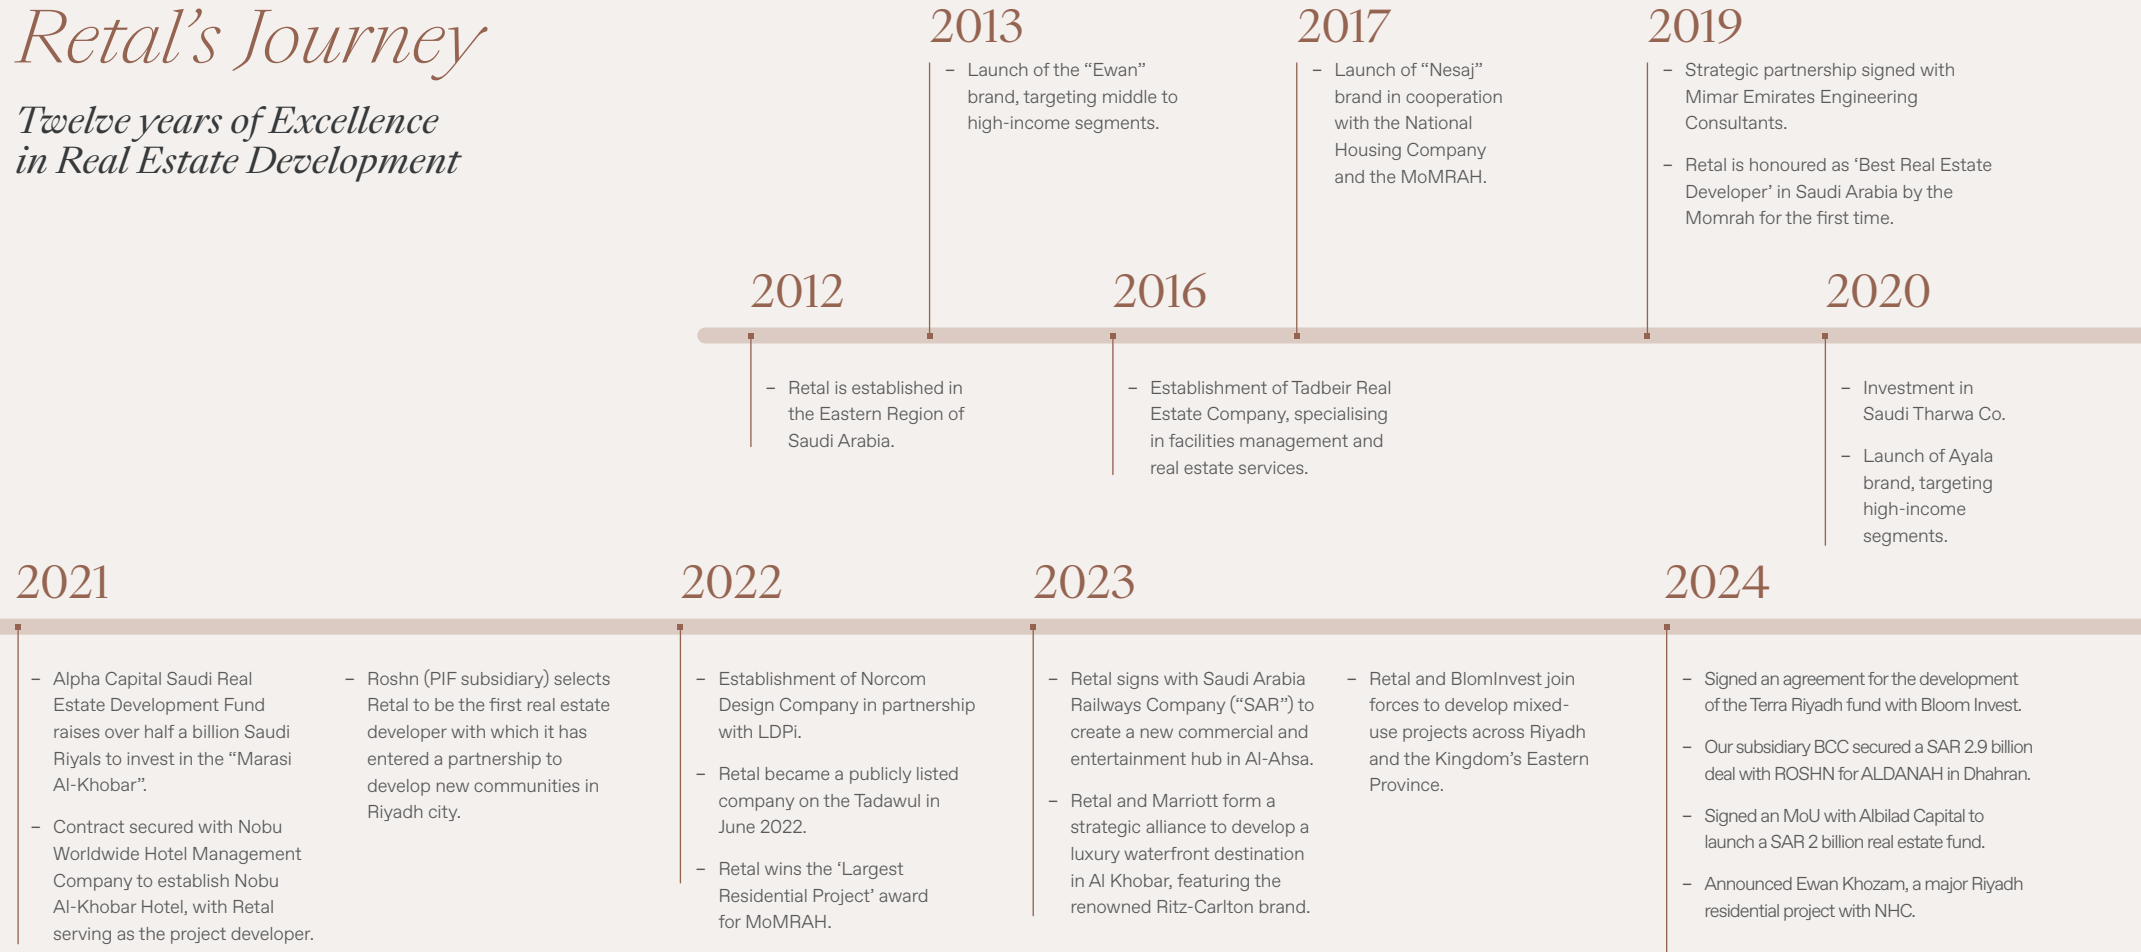 Retal’s Journey
Twelve years of Excellence
in Real Estate Development
2012
– Retal is established in
the Eastern Region of
Saudi Arabia.
2013
– Launch of the “Ewan”
brand, targeting middle to
high-income segments.
2016
– Establishment of Tadbeir Real
Estate Company, specialising
in facilities management and
real estate services.
2017
– Launch of “Nesaj”
brand in cooperation
with the National
Housing Company
and the MoMRAH.
2019
– Strategic partnership signed with
Mimar Emirates Engineering
Consultants.
– Retal is honoured as ‘Best Real Estate
Developer’ in Saudi Arabia by the
Momrah for the first time.
2020
– Investment in
Saudi Tharwa Co.
– Launch of Ayala
brand, targeting
high-income
segments.
2021
– Alpha Capital Saudi Real
Estate Development Fund
raises over half a billion Saudi
Riyals to invest in the “Marasi
Al-Khobar”.
– Contract secured with Nobu
Worldwide Hotel Management
Company to establish Nobu
Al-Khobar Hotel, with Retal
serving as the project developer.
– Roshn (PIF subsidiary) selects
Retal to be the first real estate
developer with which it has
entered a partnership to
develop new communities in
Riyadh city.
2022
– Establishment of Norcom
Design Company in partnership
with LDPi.
– Retal became a publicly listed
company on the Tadawul in
June 2022.
– Retal wins the ‘Largest
Residential Project’ award
for MoMRAH.
2023
– Retal signs with Saudi Arabia
Railways Company (“SAR”) to
create a new commercial and
entertainment hub in Al-Ahsa.
– Retal and Marriott form a
strategic alliance to develop a
luxury waterfront destination
in Al Khobar, featuring the
renowned Ritz-Carlton brand.
– Retal and BlomInvest join
forces to develop mixed-
use projects across Riyadh
and the Kingdom’s Eastern
Province.
2024
– Signed an agreement for the development
of the Terra Riyadh fund with Bloom Invest.
– Our subsidiary BCC secured a SAR 2.9 billion
deal with ROSHN for ALDANAH in Dhahran.
– Signed an MoU with Albilad Capital to
launch a SAR 2 billion real estate fund.
– Announced Ewan Khozam, a major Riyadh
residential project with NHC.